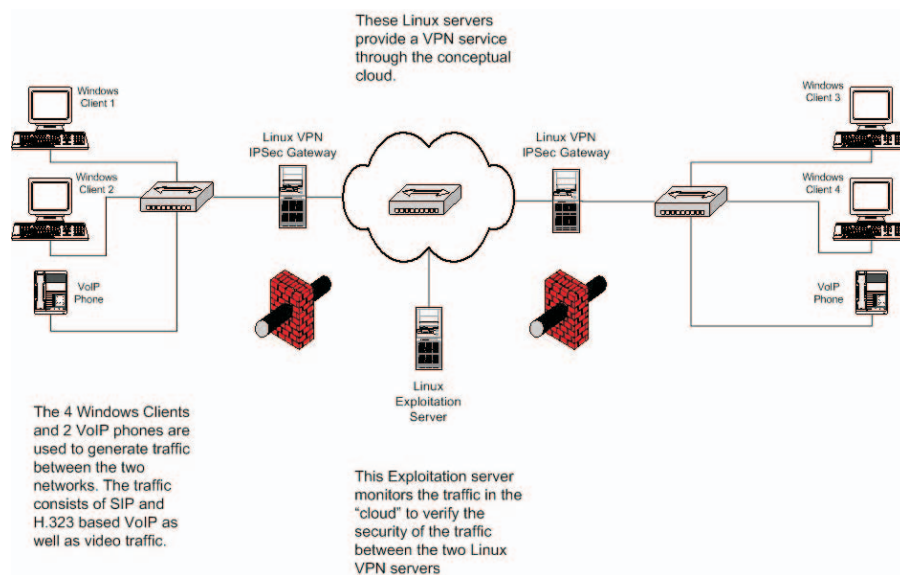 These Linux servers
provide a VPN service
through the conceptual
cloud.
Windows
Client 1
Windows
Client 3
Linux VPN
IPSec Gateway
Linux VPN
IPSec Gateway
Windows
Client 2
Windows
Client 4
VoIP
Phone
VoIP
Phone
Linux
Exploitation
Server
The 4 Windows Clients
and 2 VoIP phones are
used to generate traffic
between the two
networks. The traffic
consists of SIP and
H.323 based VoIP as
well as video traffic.
This Exploitation server
monitors the traffic in the
“cloud” to verify the
security of the traffic
between the two Linux
VPN servers